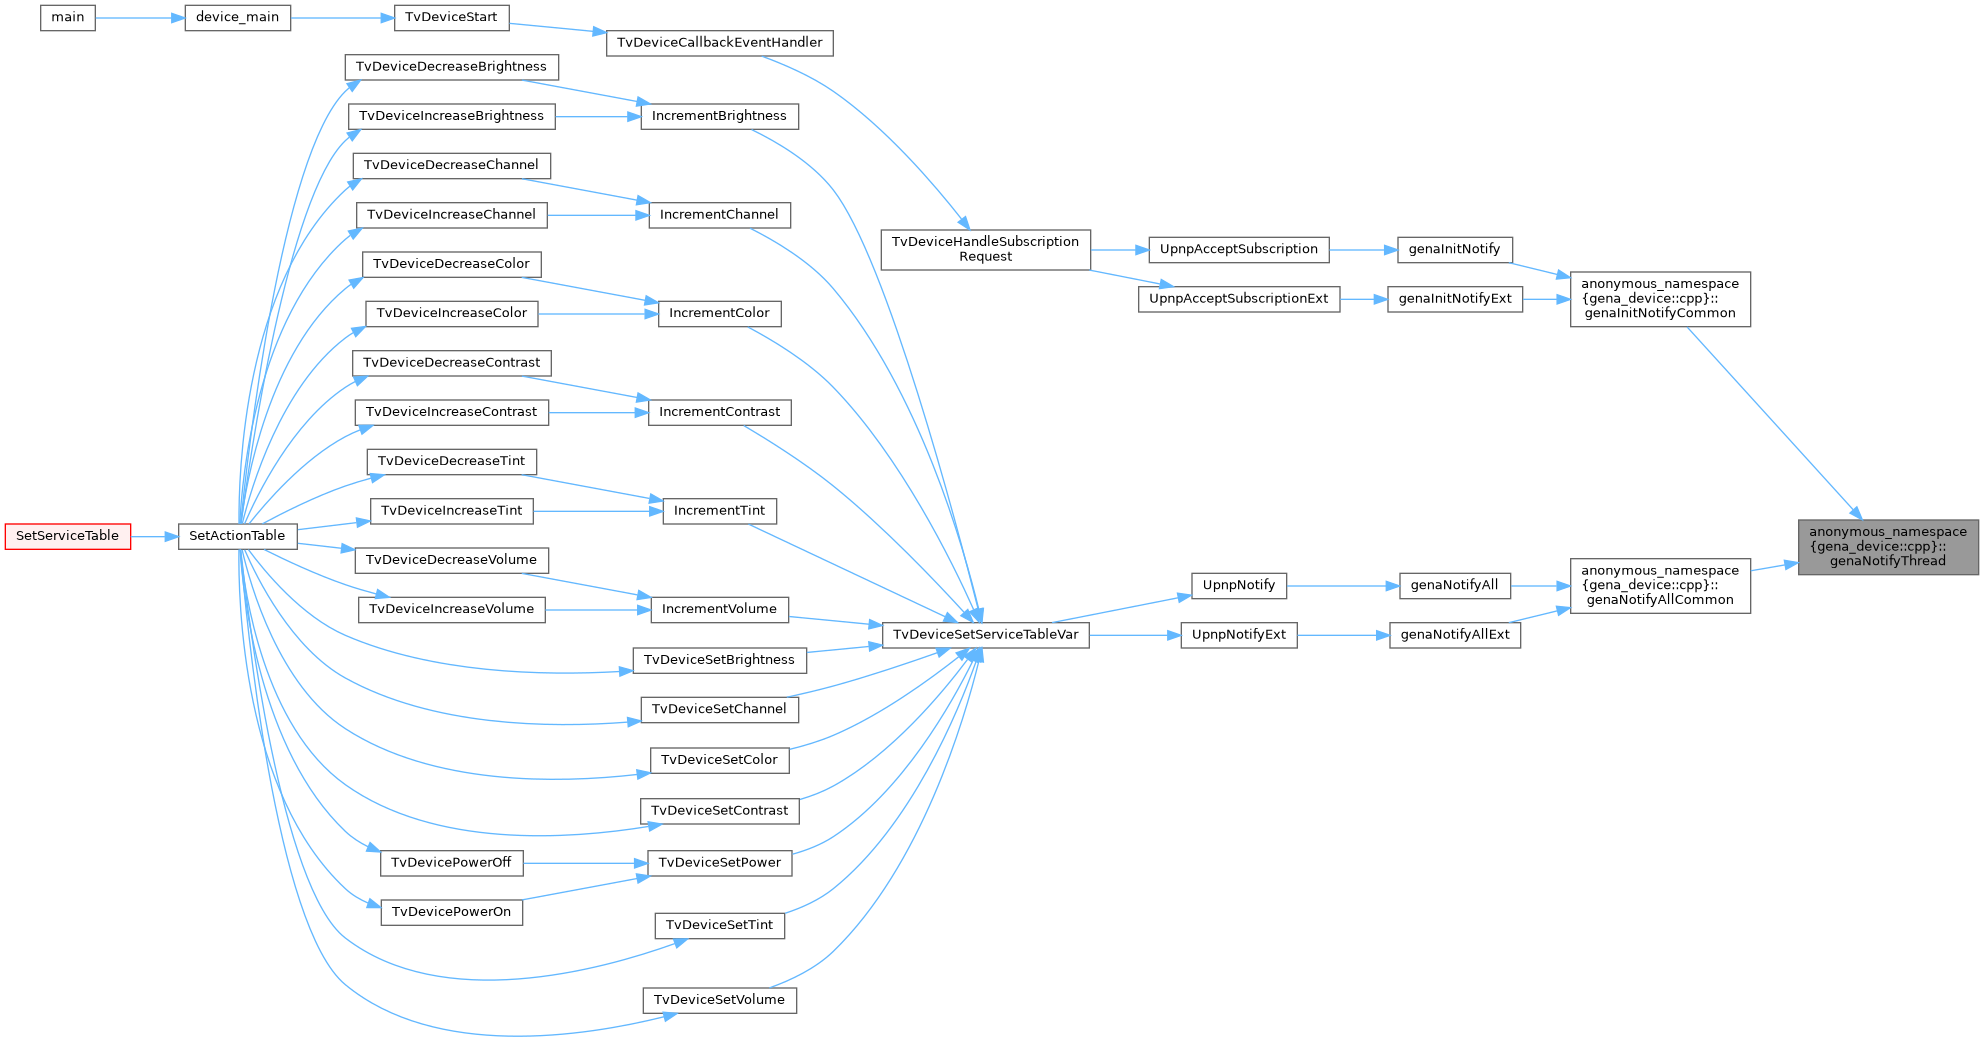 main
device_main
TvDeviceStart
TvDeviceCallbackEventHandler
TvDeviceDecreaseBrightness
TvDeviceIncreaseBrightness
IncrementBrightness
TvDeviceDecreaseChannel
TvDeviceIncreaseChannel
IncrementChannel
TvDeviceHandleSubscription
Request
UpnpAcceptSubscription
genaInitNotify
TvDeviceDecreaseColor
TvDeviceIncreaseColor
IncrementColor
UpnpAcceptSubscriptionExt
genaInitNotifyExt
anonymous_namespace
{gena_device::cpp}::
genaInitNotifyCommon
TvDeviceDecreaseContrast
TvDeviceIncreaseContrast
IncrementContrast
TvDeviceDecreaseTint
TvDeviceIncreaseTint
IncrementTint
SetServiceTable
SetActionTable
anonymous_namespace
{gena_device::cpp}::
genaNotifyThread
TvDeviceDecreaseVolume
TvDeviceIncreaseVolume
IncrementVolume
UpnpNotify
genaNotifyAll
anonymous_namespace
{gena_device::cpp}::
genaNotifyAllCommon
TvDeviceSetServiceTableVar
UpnpNotifyExt
genaNotifyAllExt
TvDeviceSetBrightness
TvDeviceSetChannel
TvDeviceSetColor
TvDeviceSetContrast
TvDevicePowerOff
TvDeviceSetPower
TvDevicePowerOn
TvDeviceSetTint
TvDeviceSetVolume